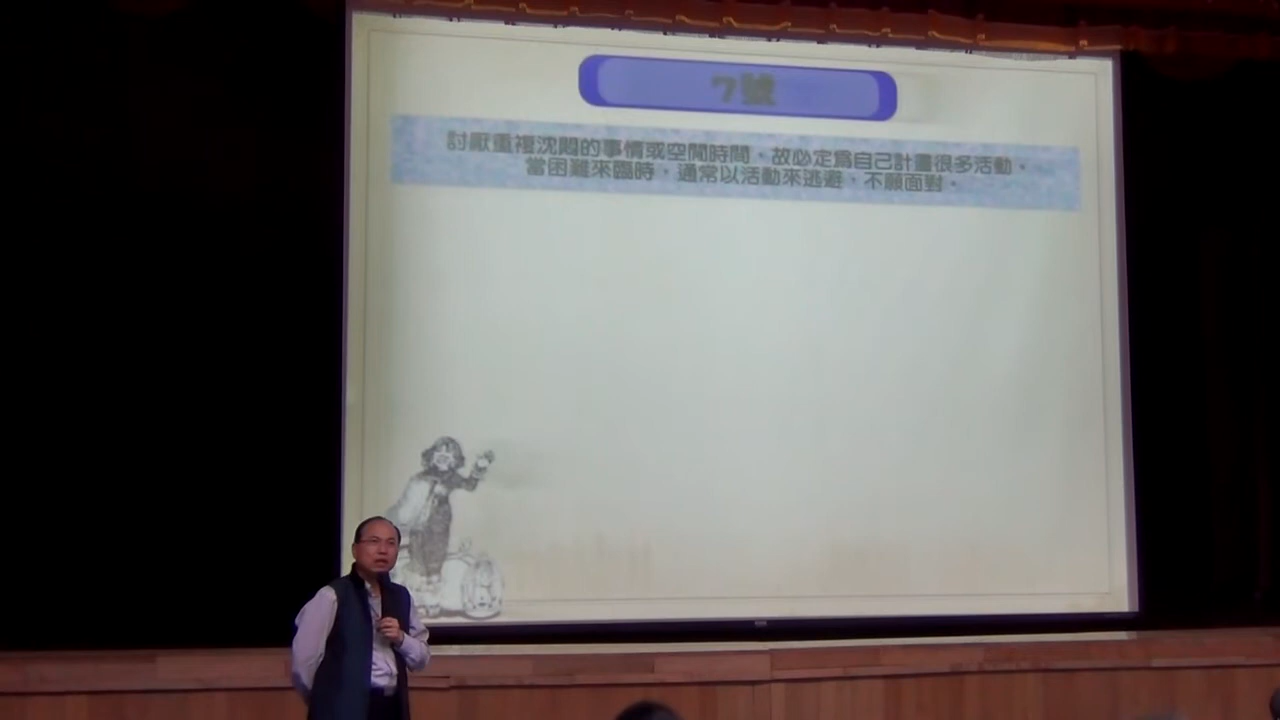 7號
討厭重複沈悶的事情或空閒時間，故必定為自己計畫很多活動。
當困難來臨時，通常以活動來逃避，不願面對。